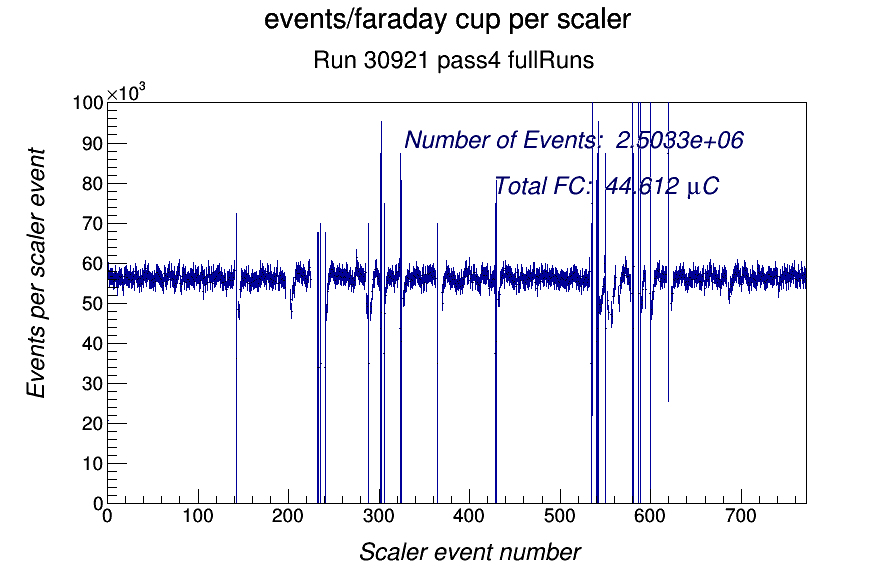 events/faraday cup per scaler
Run 30921 pass4 fullRuns
×10³
100
90
80
70
60
50
40
30
20
10
0
Events per scaler event
Number of Events: 2.5033e+06
Total FC: 44.612 μC
0 100 200 300 400 500 600 700
Scaler event number